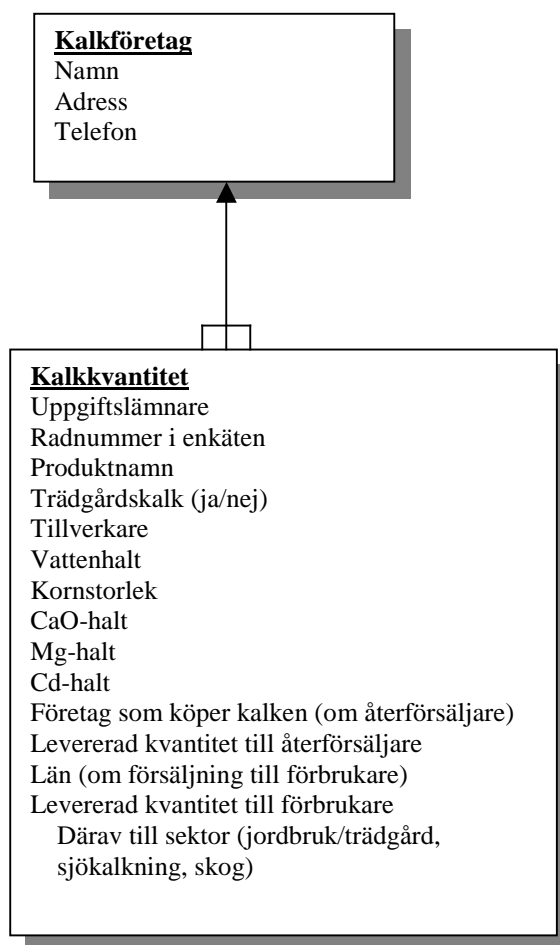 Kalkföretag
Namn
Adress
Telefon
Kalkkvantitet
Uppgiftslämnare
Radnummer i enkäten
Produktnamn
Trädgårdskalk (ja/nej)
Tillverkare
Vattenhalt
Kornstorlek
CaO-halt
Mg-halt
Cd-halt
Företag som köper kalken (om återförsäljare)
Levererad kvantitet till återförsäljare
Län (om försäljning till förbrukare)
Levererad kvantitet till förbrukare
Därav till sektor (jordbruk/trädgård,
sjökalkning, skog)